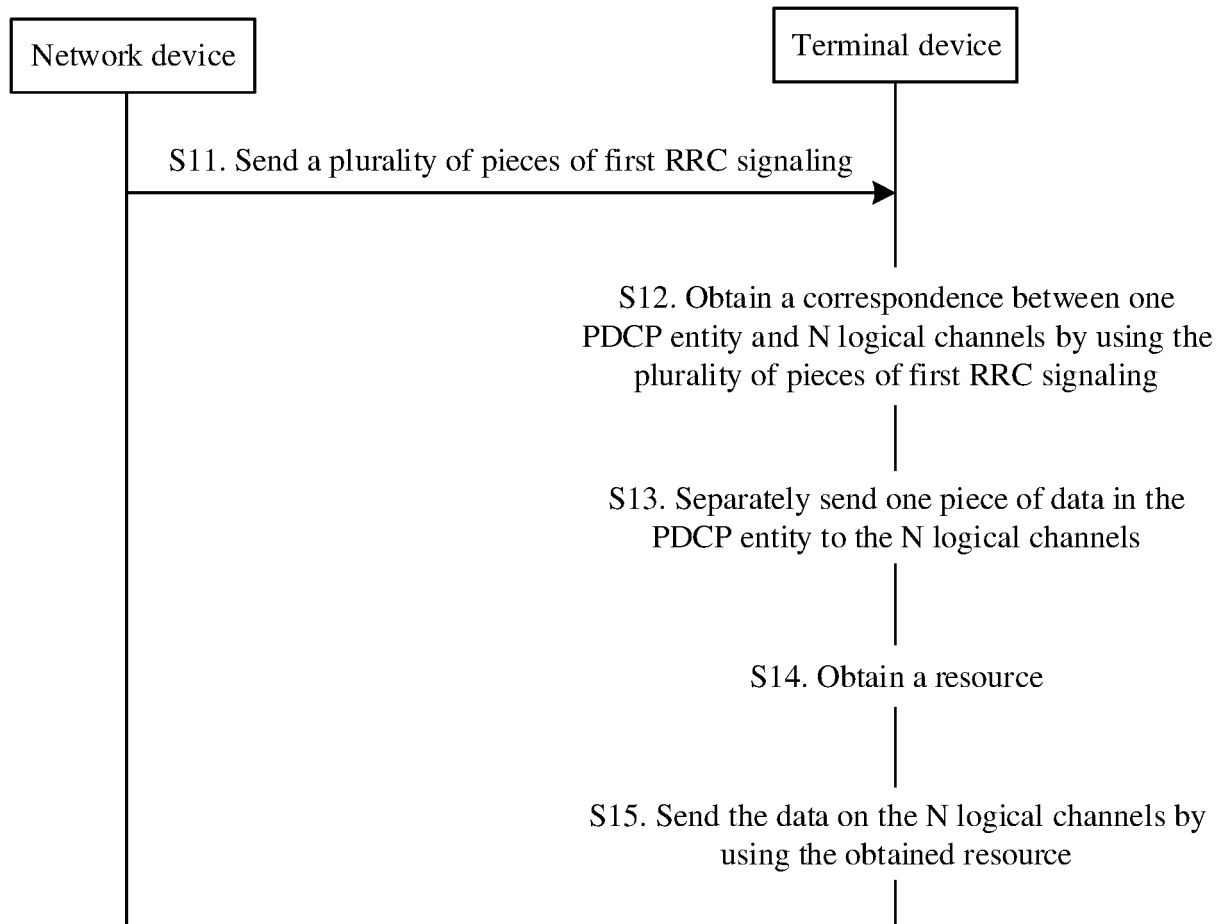 Network device
Terminal device
S11. Send a plurality of pieces of first RRC signaling
S12. Obtain a correspondence between one
PDCP entity and N logical channels by using the
plurality of pieces of first RRC signaling
S13. Separately send one piece of data in the
PDCP entity to the N logical channels
S14. Obtain a resource
S15. Send the data on the N logical channels by
using the obtained resource